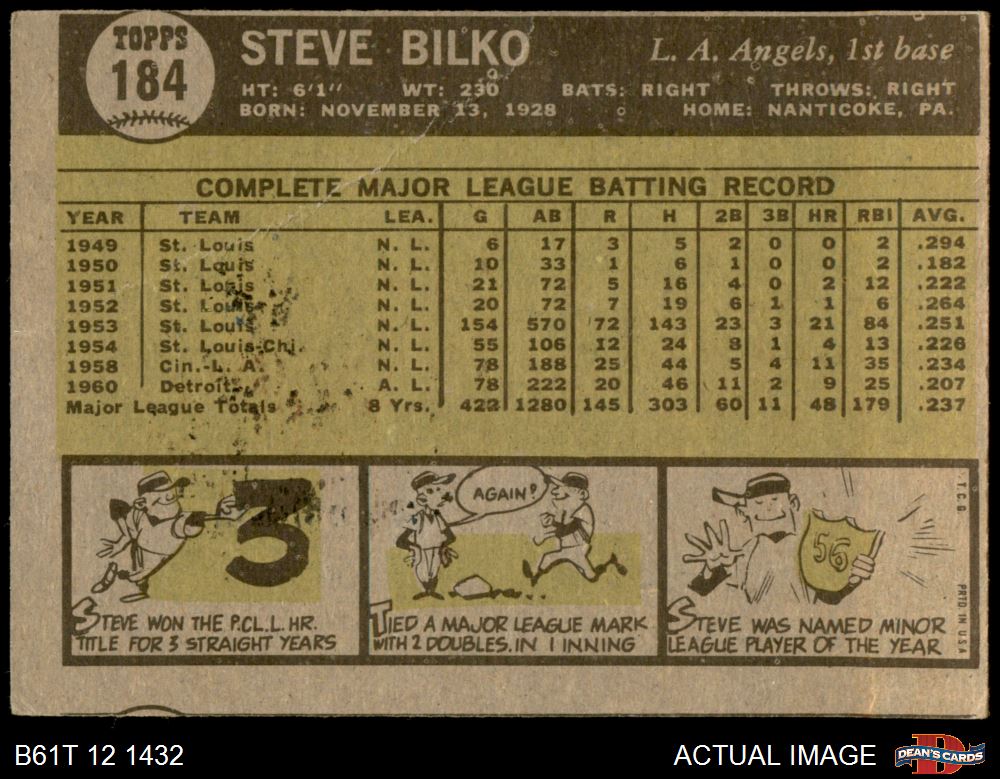 TOPPS
184
STEVE BILKO
L. A. Angels, 1st base
HT: 6'1" WT: 230 BATS: RIGHT THROWS: RIGHT
BORN: NOVEMBER 13, 1928 HOME: NANTICOKE, PA.
COMPLETE MAJOR LEAGUE BATTING RECORD
YEAR TEAM LEA. G AB R H 2B 3B HR RBI AVG.
1949 St. Louis N. L. 6 17 3 5 2 0 0 2 .294
1950 St. Louis N. L. 10 33 1 6 1 0 0 2 .182
1951 St. Louis N. L. 21 72 5 16 4 0 2 12 .222
1952 St. Louis N. L. 20 72 7 19 6 1 1 6 .264
1953 St. Louis N. L. 154 570 72 143 23 3 21 84 .251
1954 St. Louis-Chi. N. L. 55 106 12 24 8 1 4 13 .226
1958 Cin.-L. A. N. L. 78 188 25 44 5 4 11 35 .234
1960 Detroit A. L. 78 222 20 46 11 2 9 25 .207
Major League Totals 8 Yrs. 422 1280 145 303 60 11 48 179 .237
3
STEVE WON THE P.CL.L. HR.
TITLE FOR 3 STRAIGHT YEARS
AGAIN?
TIED A MAJOR LEAGUE MARK
WITH 2 DOUBLES. IN 1 INNING
56
STEVE WAS NAMED MINOR
LEAGUE PLAYER OF THE YEAR
T.C.G.
PRTD. IN U.S.A.
B61T 12 1432
ACTUAL IMAGE
D
DEAN'S CARDS